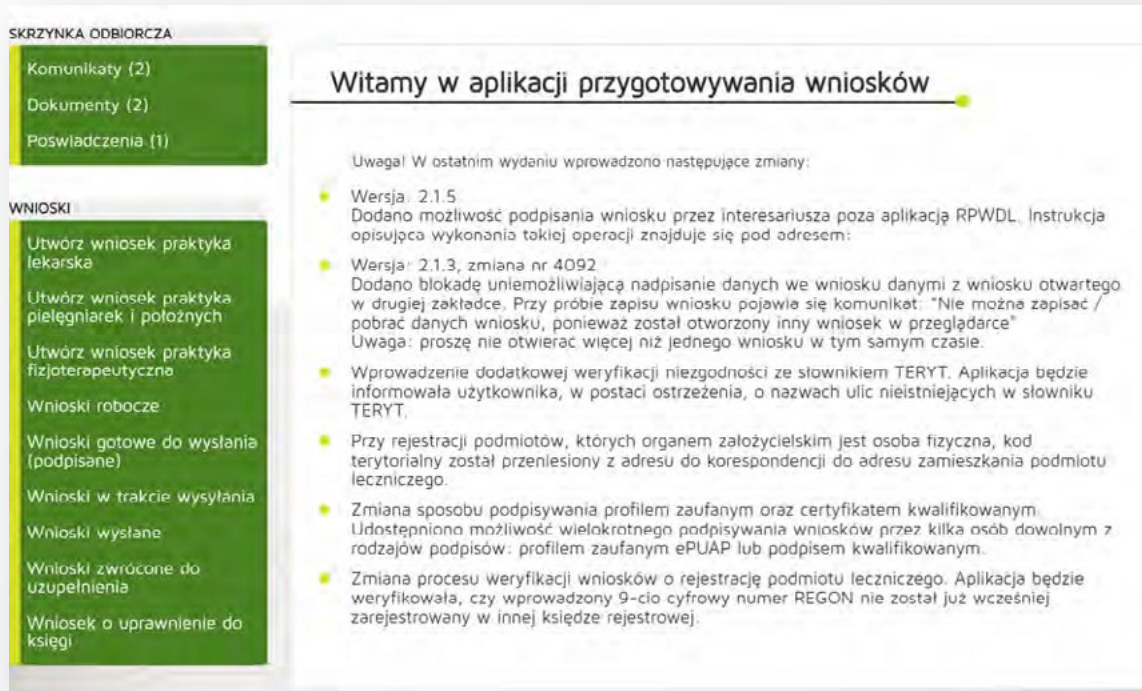 SKRZYNKA ODBIORCZA
Komunikaty (2)
Dokumenty (2)
Poświadczenia (1)
WNIOSKI
Utwórz wniosek praktyka
lekarska
Utwórz wniosek praktyka
pielęgniarek i położnych
Utwórz wniosek praktyka
fizjoterapeutyczna
Wnioski robocze
Wnioski gotowe do wysłania
(podpisane)
Wnioski w trakcie wysyłania
Wnioski wysłane
Wnioski zwrócone do
uzupełnienia
Wniosek o uprawnienie do
księgi
Witamy w aplikacji przygotowywania wniosków
Uwaga! W ostatnim wydaniu wprowadzono następujące zmiany:
Wersja: 2.1.5
Dodano możliwość podpisania wniosku przez interesariusza poza aplikacją RPWDL. Instrukcja
opisująca wykonania takiej operacji znajduje się pod adresem:
Wersja: 2.1.3, zmiana nr 4092
Dodano blokadę uniemożliwiającą nadpisanie danych we wniosku danymi z wniosku otwartego
w drugiej zakładce. Przy próbie zapisu wniosku pojawia się komunikat: "Nie można zapisać /
pobrać danych wniosku, ponieważ został otworzony inny wniosek w przeglądarce"
Uwaga: proszę nie otwierać więcej niż jednego wniosku w tym samym czasie.
Wprowadzenie dodatkowej weryfikacji niezgodności ze słownikiem TERYT. Aplikacja będzie
informowała użytkownika, w postaci ostrzeżenia, o nazwach ulic nieistniejących w słowniku
TERYT.
Przy rejestracji podmiotów, których organem założycielskim jest osoba fizyczna, kod
terytorialny został przeniesiony z adresu do korespondencji do adresu zamieszkania podmiotu
leczniczego.
Zmiana sposobu podpisywania profilem zaufanym oraz certyfikatem kwalifikowanym.
Udostępniono możliwość wielokrotnego podpisywania wniosków przez kilka osób dowolnym z
rodzajów podpisów: profilem zaufanym ePUAP lub podpisem kwalifikowanym.
Zmiana procesu weryfikacji wniosków o rejestrację podmiotu leczniczego. Aplikacja będzie
weryfikowała, czy wprowadzony 9-cio cyfrowy numer REGON nie został już wcześniej
zarejestrowany w innej księdze rejestrowej.